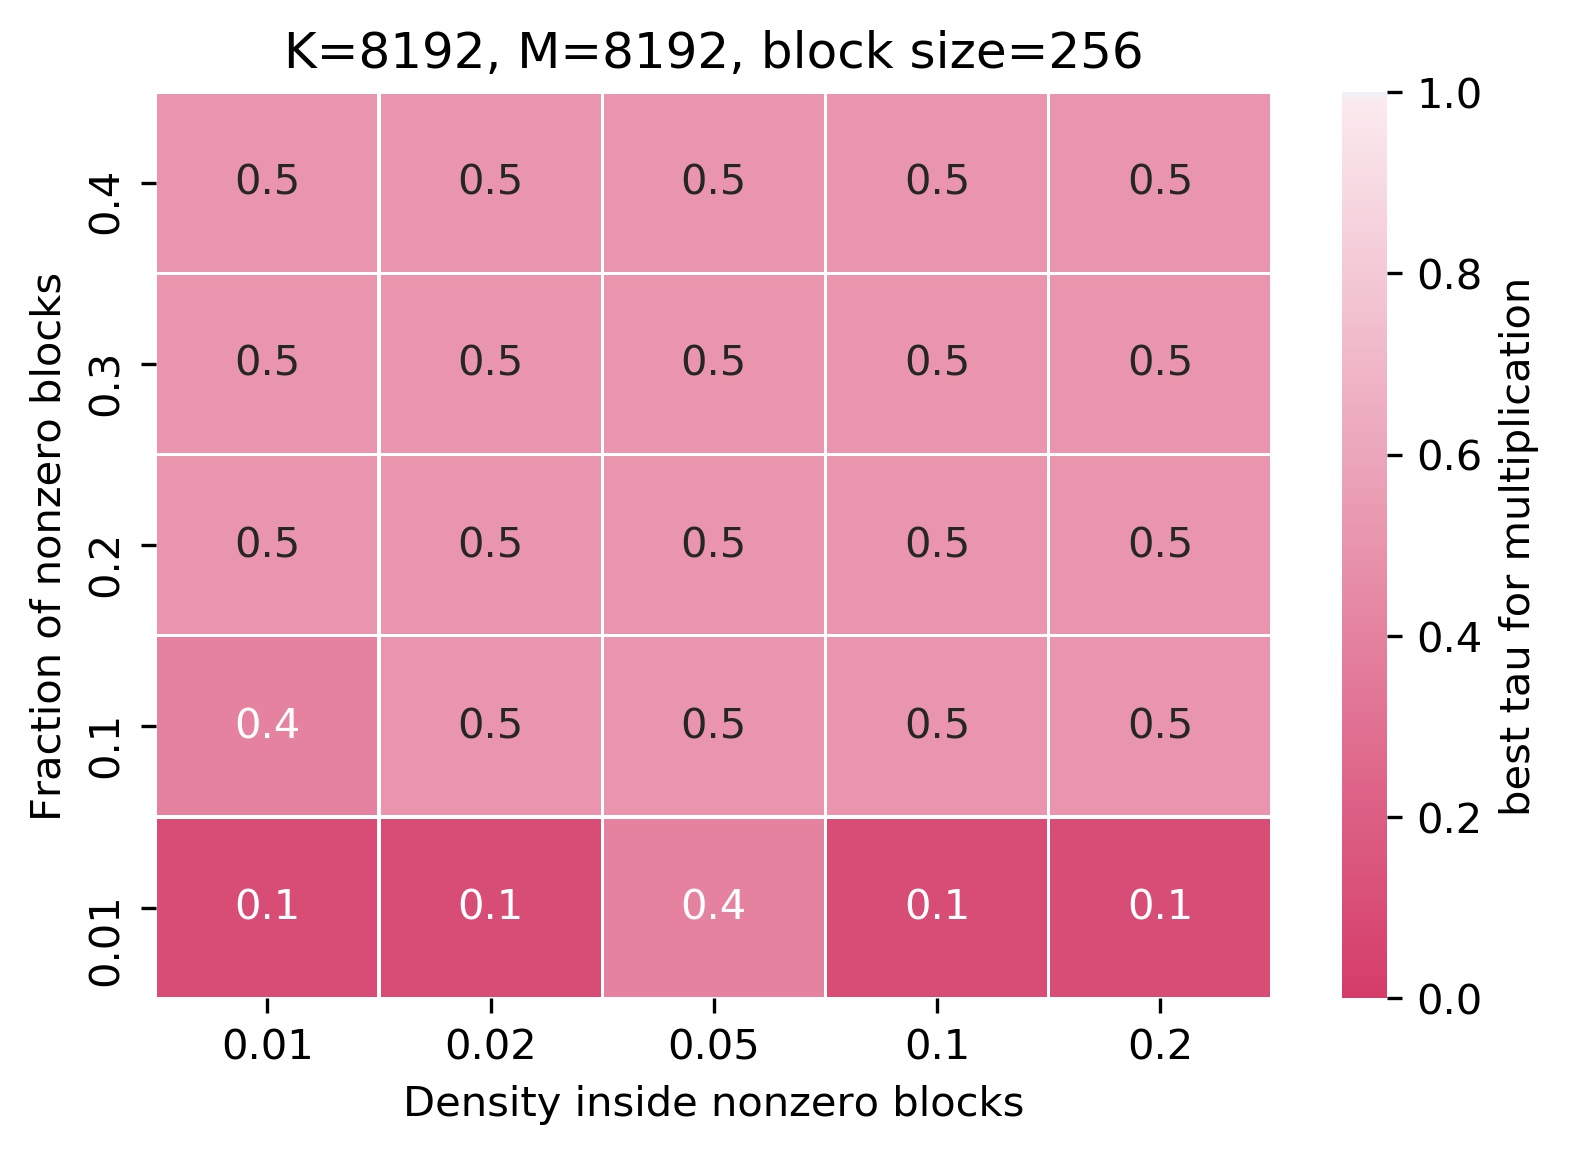 K=8192, M=8192, block size=256
Fraction of nonzero blocks
0.4
0.5 0.5 0.5 0.5 0.5
0.3
0.5 0.5 0.5 0.5 0.5
0.2
0.5 0.5 0.5 0.5 0.5
0.1
0.4 0.5 0.5 0.5 0.5
0.01
0.1 0.1 0.4 0.1 0.1
0.01 0.02 0.05 0.1 0.2
Density inside nonzero blocks
1.0
0.8
0.6
0.4
0.2
0.0
best tau for multiplication